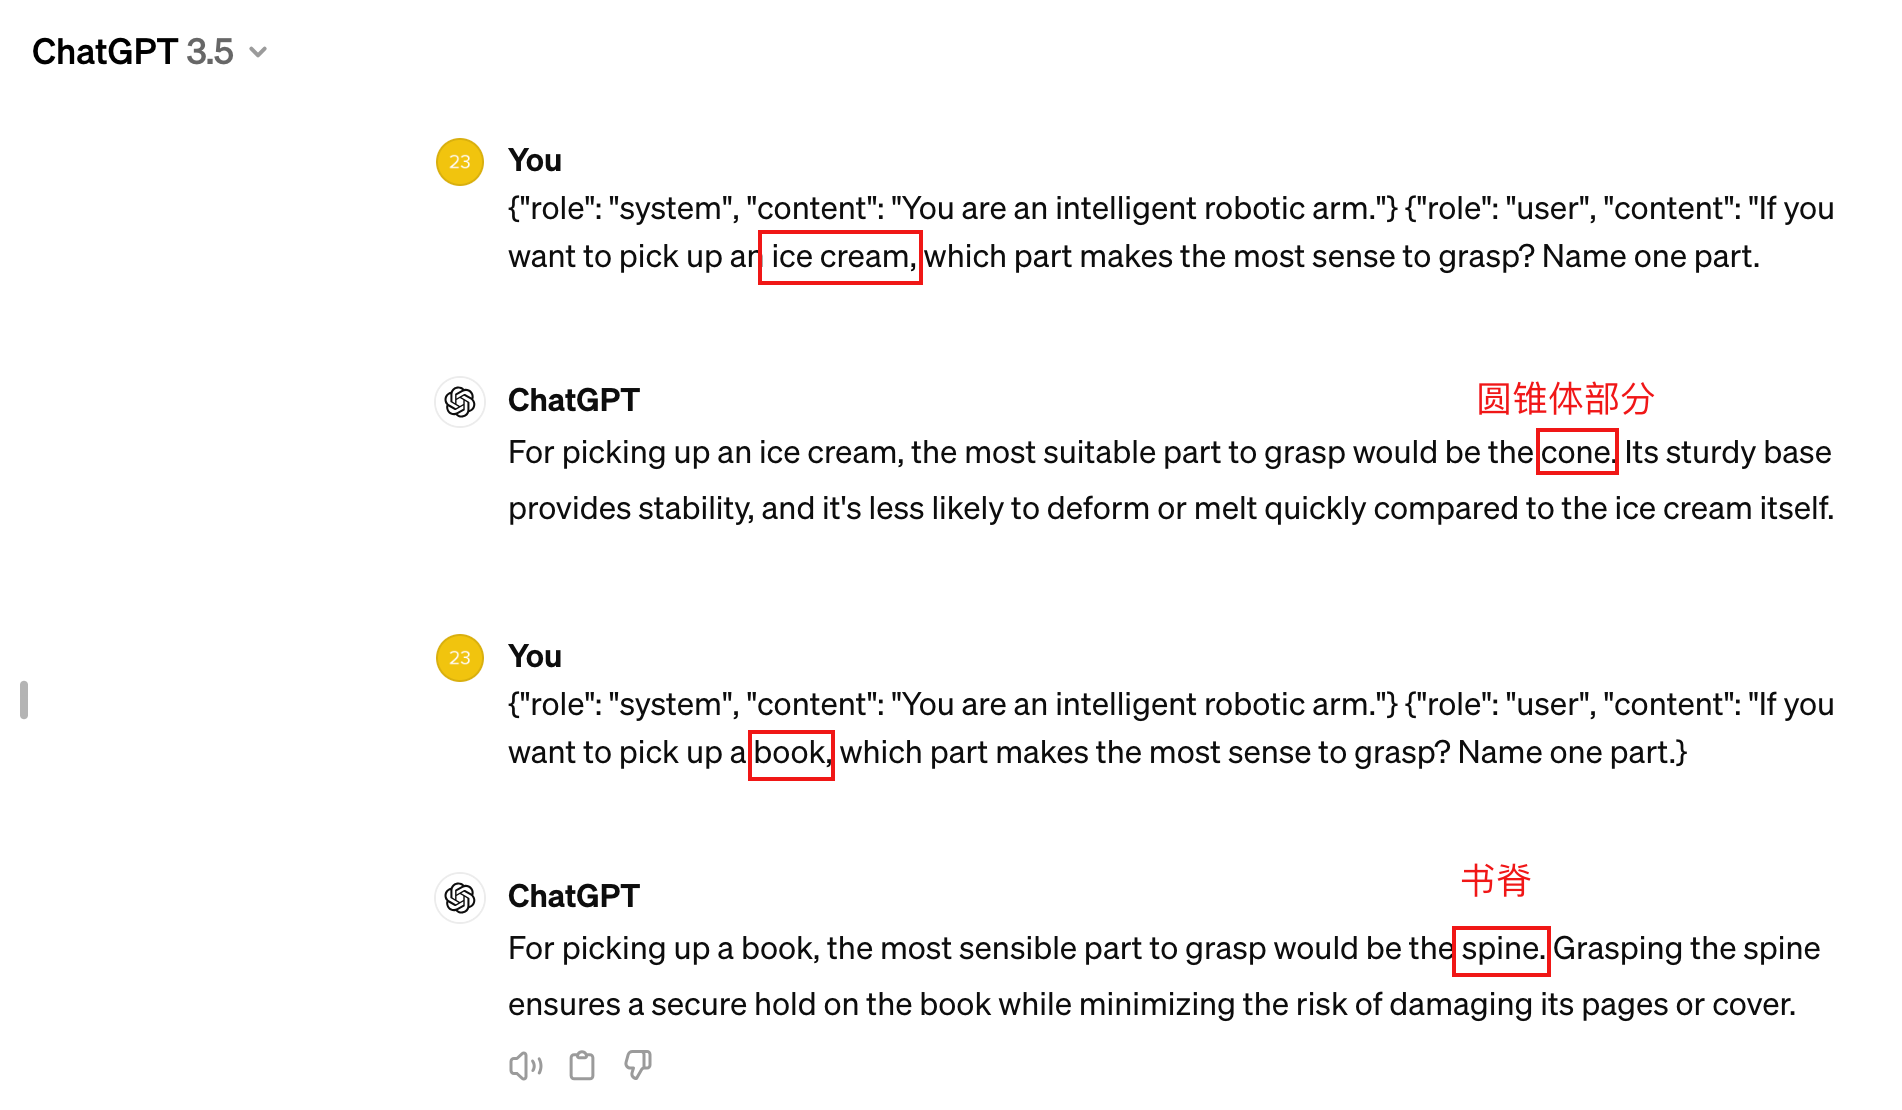 ChatGPT 3.5
23
You
{"role": "system", "content": "You are an intelligent robotic arm."} {"role": "user", "content": "If you
want to pick up an ice cream, which part makes the most sense to grasp? Name one part.
ChatGPT
圆锥体部分
For picking up an ice cream, the most suitable part to grasp would be the cone. Its sturdy base
provides stability, and it's less likely to deform or melt quickly compared to the ice cream itself.
23
You
{"role": "system", "content": "You are an intelligent robotic arm."} {"role": "user", "content": "If you
want to pick up a book, which part makes the most sense to grasp? Name one part.}
ChatGPT
书脊
For picking up a book, the most sensible part to grasp would be the spine. Grasping the spine
ensures a secure hold on the book while minimizing the risk of damaging its pages or cover.